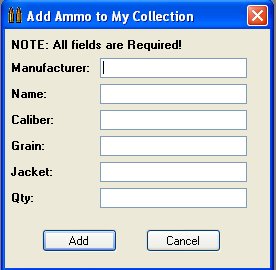 Add Ammo to My Collection
NOTE: All fields are Required!
Manufacturer:
Name:
Caliber:
Grain:
Jacket:
Qty:
Add Cancel